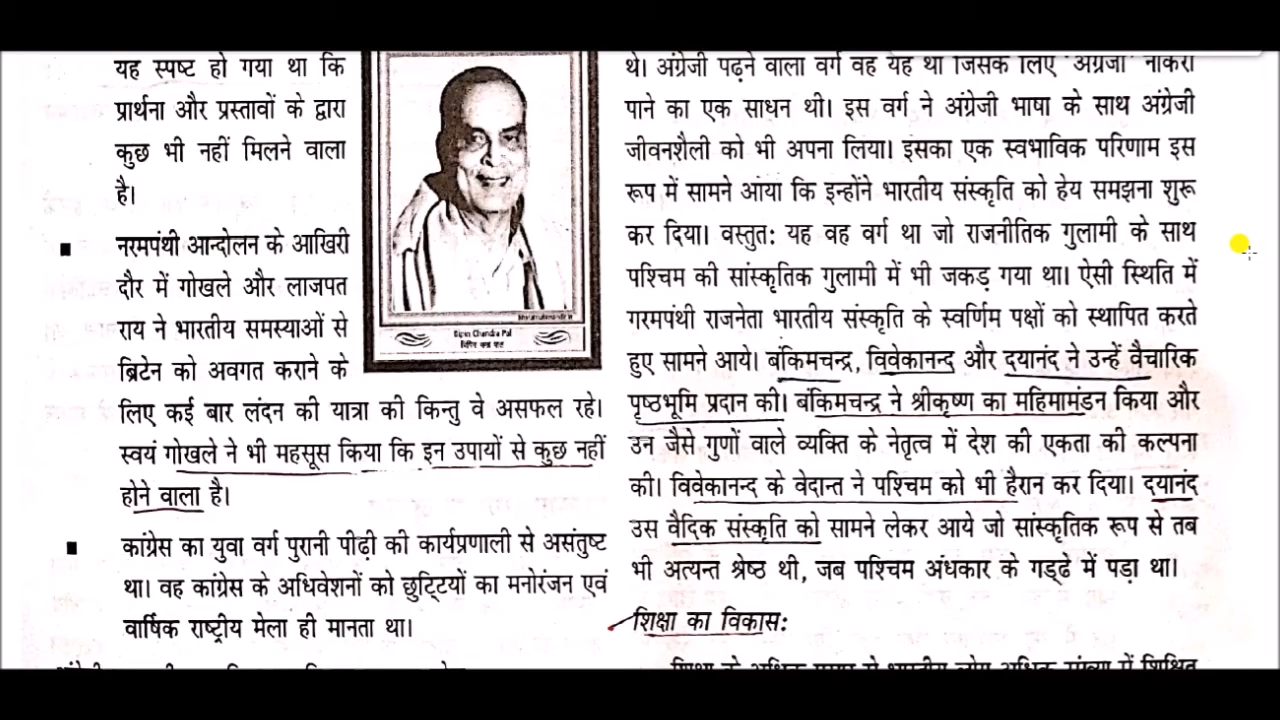 यह स्पष्ट हो गया था कि
प्रार्थना और प्रस्तावों के द्वारा
कुछ भी नहीं मिलने वाला
है।
■ नरमपंथी आन्दोलन के आखिरी
दौर में गोखले और लाजपत
राय ने भारतीय समस्याओं से
ब्रिटेन को अवगत कराने के
लिए कई बार लंदन की यात्रा की किन्तु वे असफल रहे।
स्वयं गोखले ने भी महसूस किया कि इन उपायों से कुछ नहीं
होने वाला है।
■ कांग्रेस का युवा वर्ग पुरानी पीढ़ी की कार्यप्रणाली से असंतुष्ट
था। वह कांग्रेस के अधिवेशनों को छुट्टियों का मनोरंजन एवं
वार्षिक राष्ट्रीय मेला ही मानता था।
Bipin Chandra Pal
थे। अंग्रेजी पढ़ने वाला वर्ग वह यह था जिसके लिए अंग्रेजी नौकरी
पाने का एक साधन थी। इस वर्ग ने अंग्रेजी भाषा के साथ अंग्रेजी
जीवनशैली को भी अपना लिया। इसका एक स्वभाविक परिणाम इस
रूप में सामने आया कि इन्होंने भारतीय संस्कृति को हेय समझना शुरू
कर दिया। वस्तुत: यह वह वर्ग था जो राजनीतिक गुलामी के साथ
पश्चिम की सांस्कृतिक गुलामी में भी जकड़ गया था। ऐसी स्थिति में
गरमपंथी राजनेता भारतीय संस्कृति के स्वर्णिम पक्षों को स्थापित करते
हुए सामने आये। बंकिमचन्द्र, विवेकानन्द और दयानंद ने उन्हें वैचारिक
पृष्ठभूमि प्रदान की। बंकिमचन्द्र ने श्रीकृष्ण का महिमामंडन किया और
उन जैसे गुणों वाले व्यक्ति के नेतृत्व में देश की एकता की कल्पना
की। विवेकानन्द के वेदान्त ने पश्चिम को भी हैरान कर दिया। दयानंद
उस वैदिक संस्कृति को सामने लेकर आये जो सांस्कृतिक रूप से तब
भी अत्यन्त श्रेष्ठ थी, जब पश्चिम अंधकार के गड्ढे में पड़ा था।
शिक्षा का विकास: